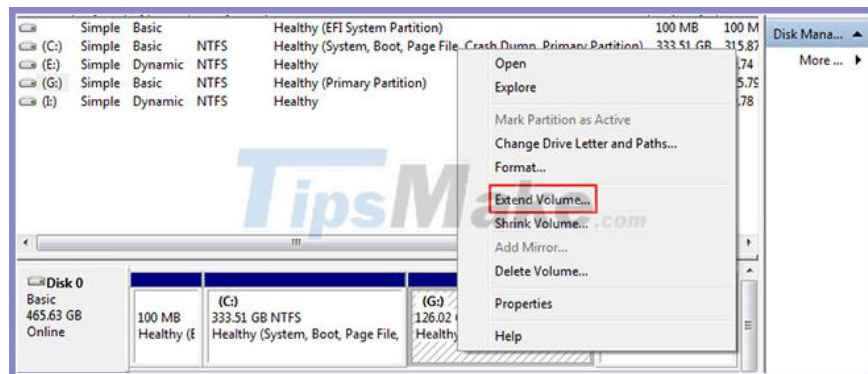 Simple Basic Healthy (EFI System Partition) 100 MB 100 M
(C:) Simple Basic NTFS Healthy (System, Boot, Page File, Crash Dump, Primary Partition) 333.51 GB 315.87
(E:) Simple Dynamic NTFS Healthy .74
(G:) Simple Basic NTFS Healthy (Primary Partition) 5.79
(I:) Simple Dynamic NTFS Healthy .78
Disk Mana...
More ...
Open
Explore
Mark Partition as Active
Change Drive Letter and Paths...
Format...
Extend Volume...
Shrink Volume...
Add Mirror...
Delete Volume...
Properties
Help
TipsMake.com
Disk 0
Basic
465.63 GB
Online
100 MB
Healthy (E
(C:)
333.51 GB NTFS
Healthy (System, Boot, Page File,
(G:)
126.02
Healthy